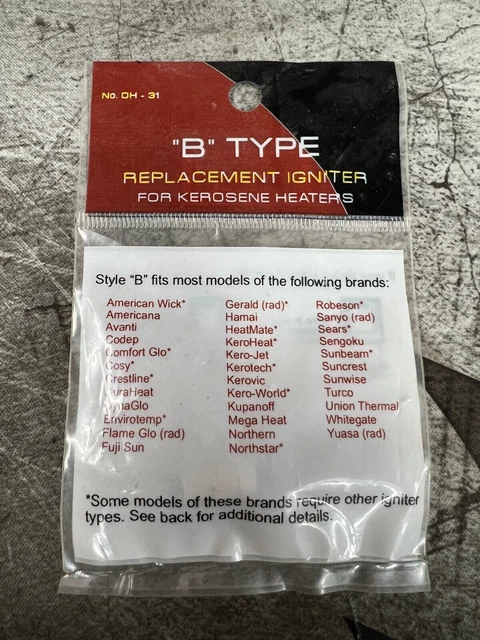 No. DH - 31
"B" TYPE
REPLACEMENT IGNITER
FOR KEROSENE HEATERS
Style "B" fits most models of the following brands:
American Wick*
Americana
Avanti
Codep
Comfort Glo*
Cosy*
Crestline*
DuraHeat
DynaGlo
Envirotemp*
Flame Glo (rad)
Fuji Sun
Gerald (rad)*
Hamai
HeatMate*
KeroHeat*
Kero-Jet
Kerotech*
Kerovic
Kero-World*
Kupanoff
Mega Heat
Northern
Northstar*
Robeson*
Sanyo (rad)
Sears*
Sengoku
Sunbeam*
Suncrest
Sunwise
Turco
Union Thermal
Whitegate
Yuasa (rad)
*Some models of these brands require other igniter
types. See back for additional details.